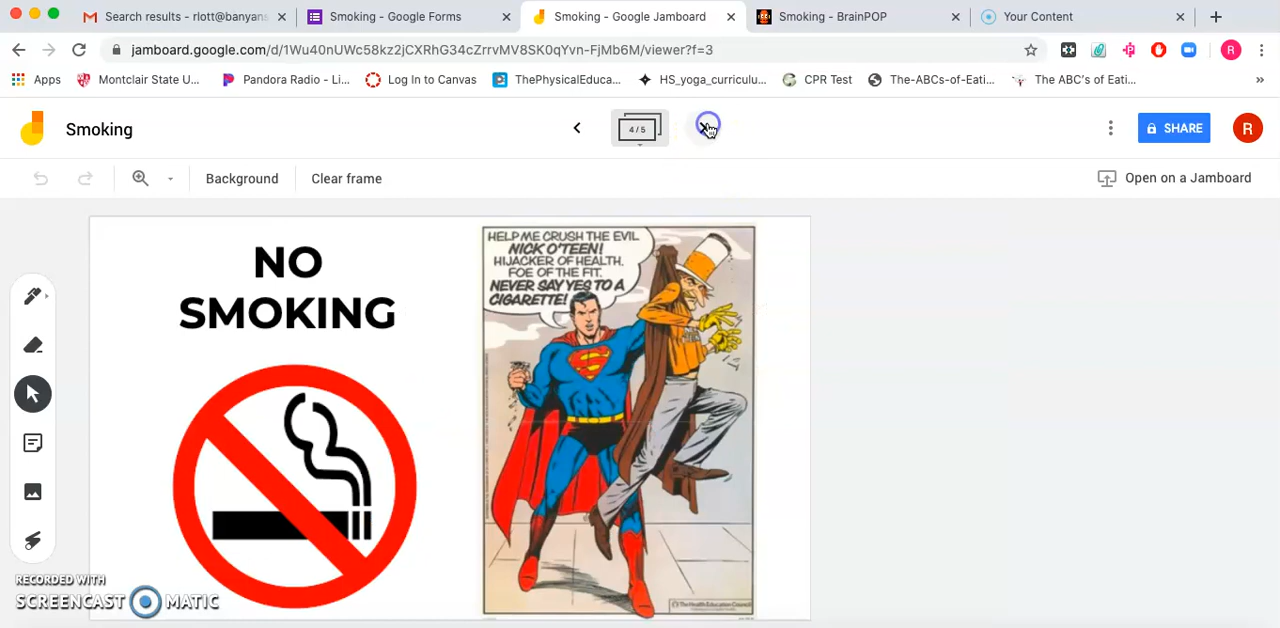 Search results - rlott@banyans
Smoking - Google Forms
Smoking - Google Jamboard
Smoking - BrainPOP
Your Content
jamboard.google.com/d/1Wu40nUWc58kz2jCXRhG34cZrrvMV8SK0qYvn-FjMb6M/viewer?f=3
R
Apps
Montclair State U...
Pandora Radio - Li...
Log In to Canvas
ThePhysicalEduca...
HS_yoga_curriculu...
CPR Test
The-ABCs-of-Eati...
The ABC's of Eati...
»
Smoking
4 / 5
SHARE
R
Background
Clear frame
Open on a Jamboard
NO
SMOKING
HELP ME CRUSH THE EVIL
NICK O'TEEN!
HIJACKER OF HEALTH.
FOE OF THE FIT.
NEVER SAY YES TO A
CIGARETTE!
S
The Health Education Council
RECORDED WITH
SCREENCAST MATIC